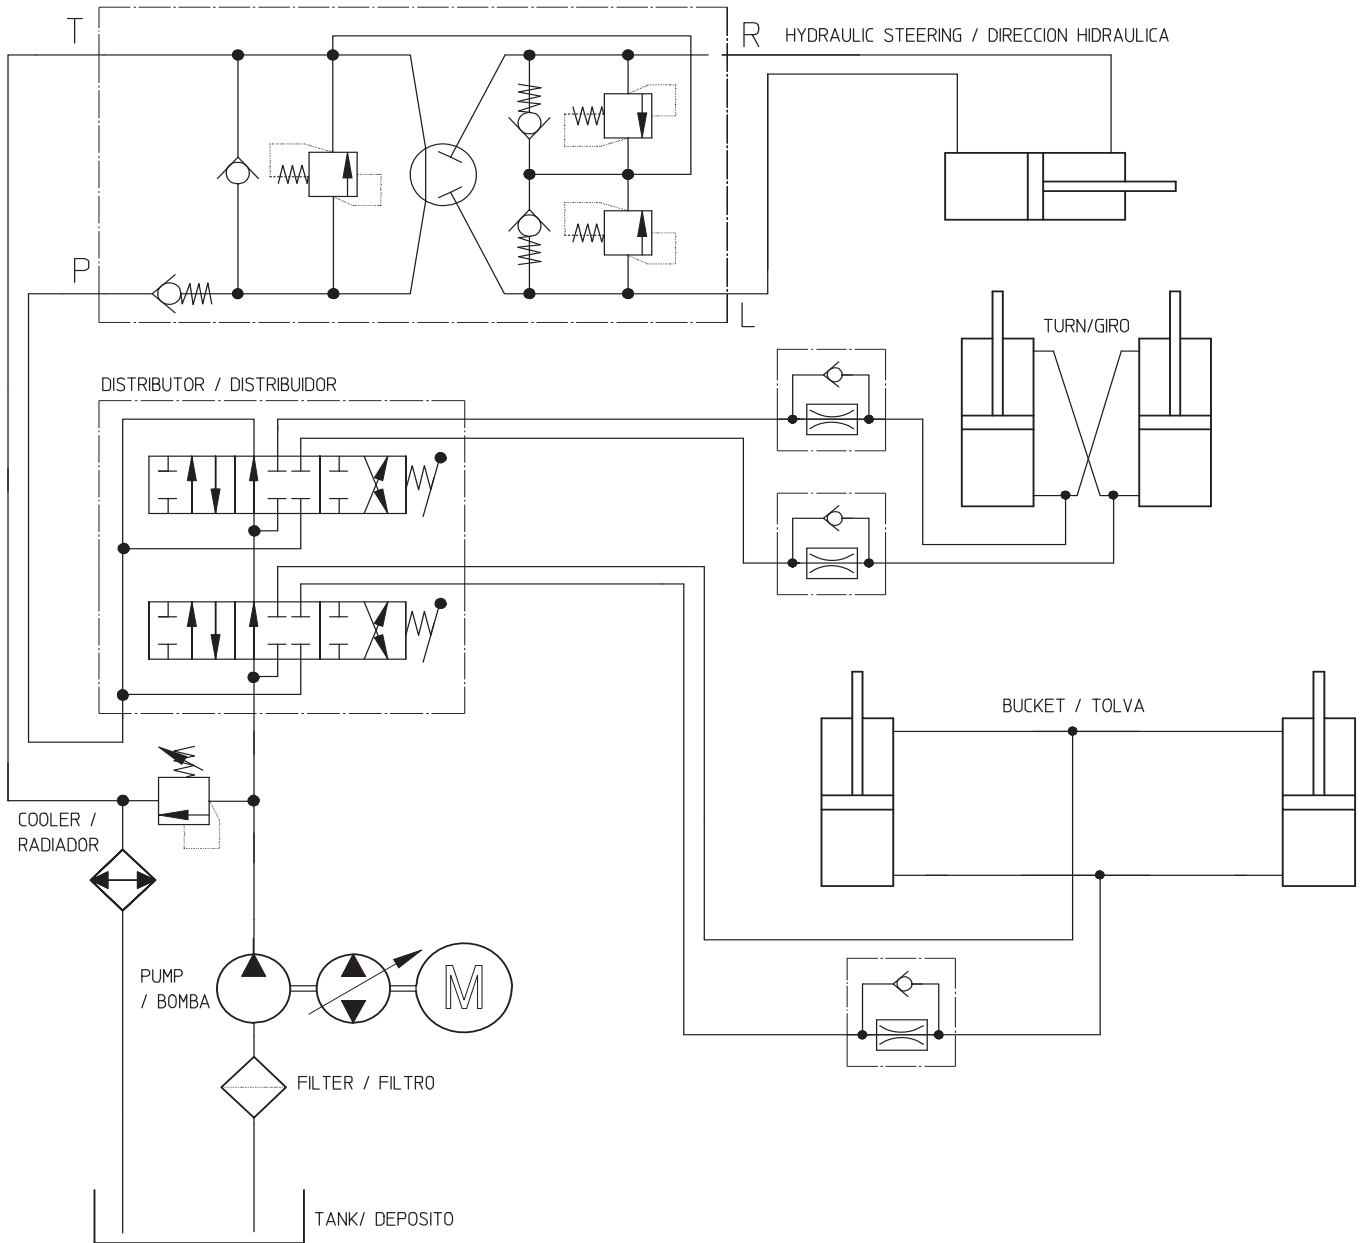 T
R
HYDRAULIC STEERING / DIRECCION HIDRAULICA
P
L
TURN/GIRO
DISTRIBUTOR / DISTRIBUIDOR
BUCKET / TOLVA
COOLER /
RADIADOR
PUMP
/ BOMBA
M
FILTER / FILTRO
TANK/ DEPOSITO